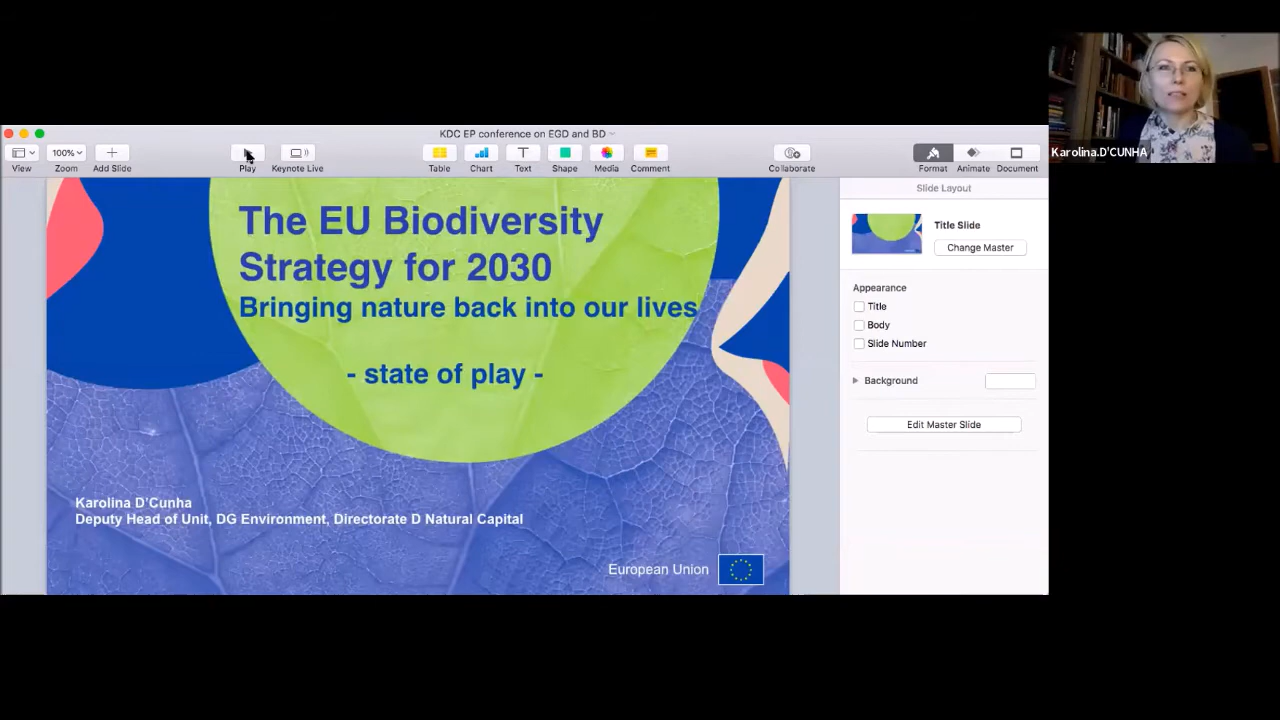 KDC EP conference on EGD and BD
View
100%
Zoom
Add Slide
Play
Keynote Live
Table
Chart
Text
Shape
Media
Comment
Collaborate
Format
Animate
Document
The EU Biodiversity
Strategy for 2030
Bringing nature back into our lives
- state of play -
Karolina D'Cunha
Deputy Head of Unit, DG Environment, Directorate D Natural Capital
European Union
Slide Layout
Title Slide
Change Master
Appearance
Title
Body
Slide Number
Background
Edit Master Slide
Karolina.D'CUNHA